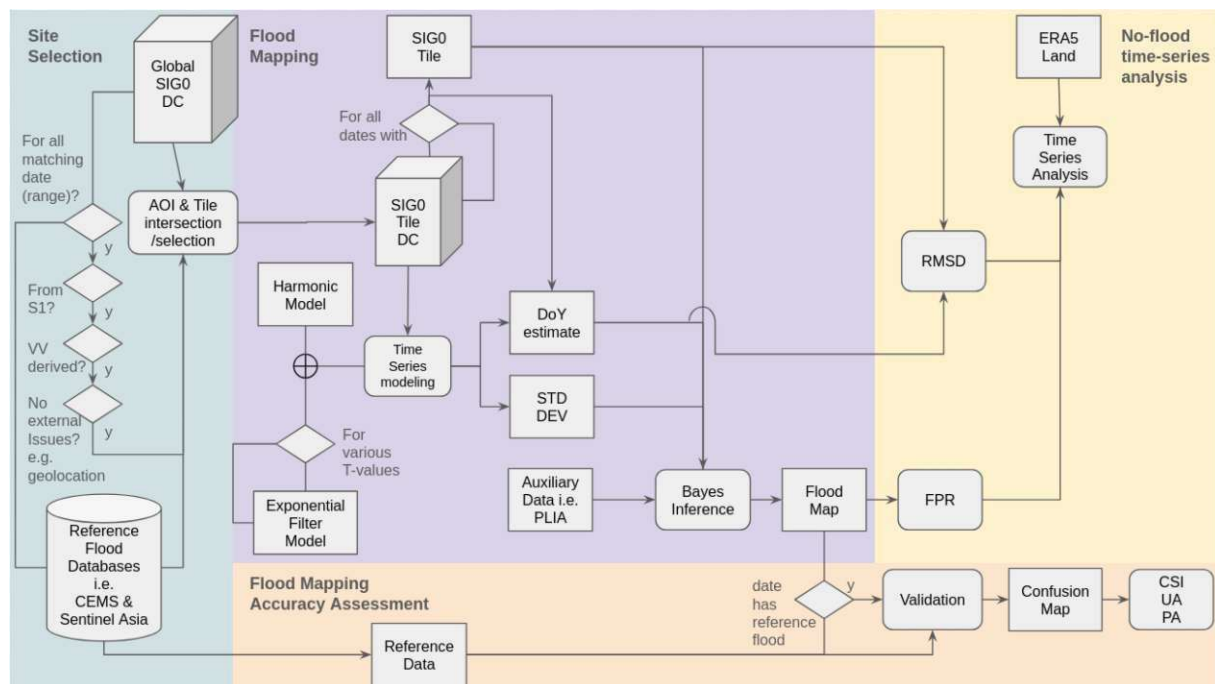 Site
Selection
Global
SIG0
DC
For all
matching
date
(range)?
y
From
S1?
y
VV
derived?
y
No
external
Issues?
e.g.
geolocation
y
AOI & Tile
intersection
/selection
Reference
Flood
Databases
i.e.
CEMS &
Sentinel Asia
Flood
Mapping
SIG0
Tile
For all
dates with
SIG0
Tile
DC
Harmonic
Model
Time
Series
modeling
For
various
T-values
Exponential
Filter
Model
DoY
estimate
STD
DEV
Auxiliary
Data i.e.
PLIA
Bayes
Inference
Flood
Map
No-flood
time-series
analysis
ERA5
Land
Time
Series
Analysis
RMSD
FPR
Flood Mapping
Accuracy Assessment
Reference
Data
date
has
reference
flood
y
Validation
Confusion
Map
CSI
UA
PA